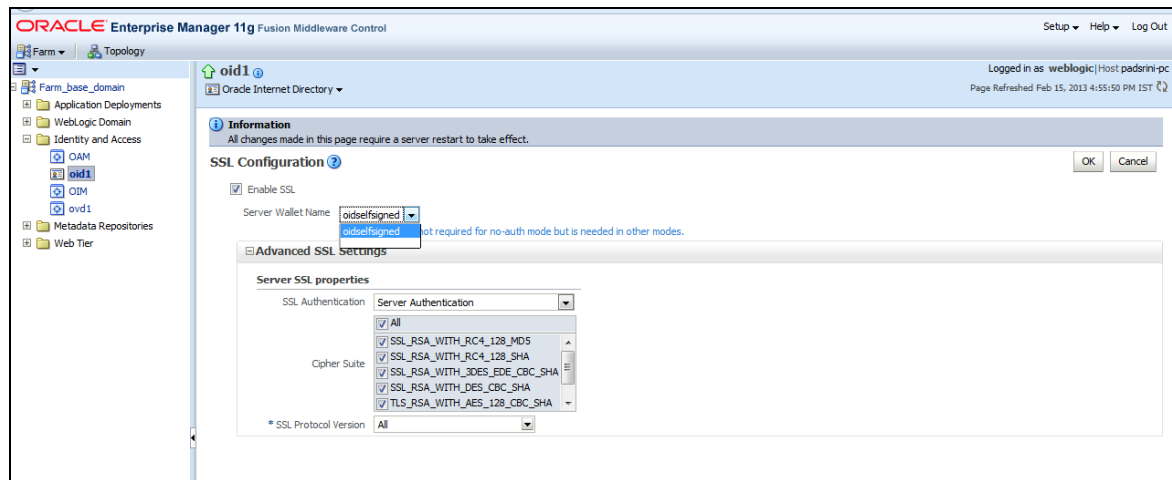 ORACLE Enterprise Manager 11g Fusion Middleware Control
Setup Help Log Out
Farm Topology
Farm_base_domain
Application Deployments
WebLogic Domain
Identity and Access
OAM
oid1
OIM
ovd1
Metadata Repositories
Web Tier
oid1
Oracle Internet Directory
Logged in as weblogic|Host padsrini-pc
Page Refreshed Feb 15, 2013 4:55:50 PM IST
Information
All changes made in this page require a server restart to take effect.
SSL Configuration
OK Cancel
Enable SSL
Server Wallet Name oidselfsigned
oidselfsigned not required for no-auth mode but is needed in other modes.
Advanced SSL Settings
Server SSL properties
SSL Authentication Server Authentication
All
SSL_RSA_WITH_RC4_128_MD5
SSL_RSA_WITH_RC4_128_SHA
Cipher Suite SSL_RSA_WITH_3DES_EDE_CBC_SHA
SSL_RSA_WITH_DES_CBC_SHA
TLS_RSA_WITH_AES_128_CBC_SHA
* SSL Protocol Version All